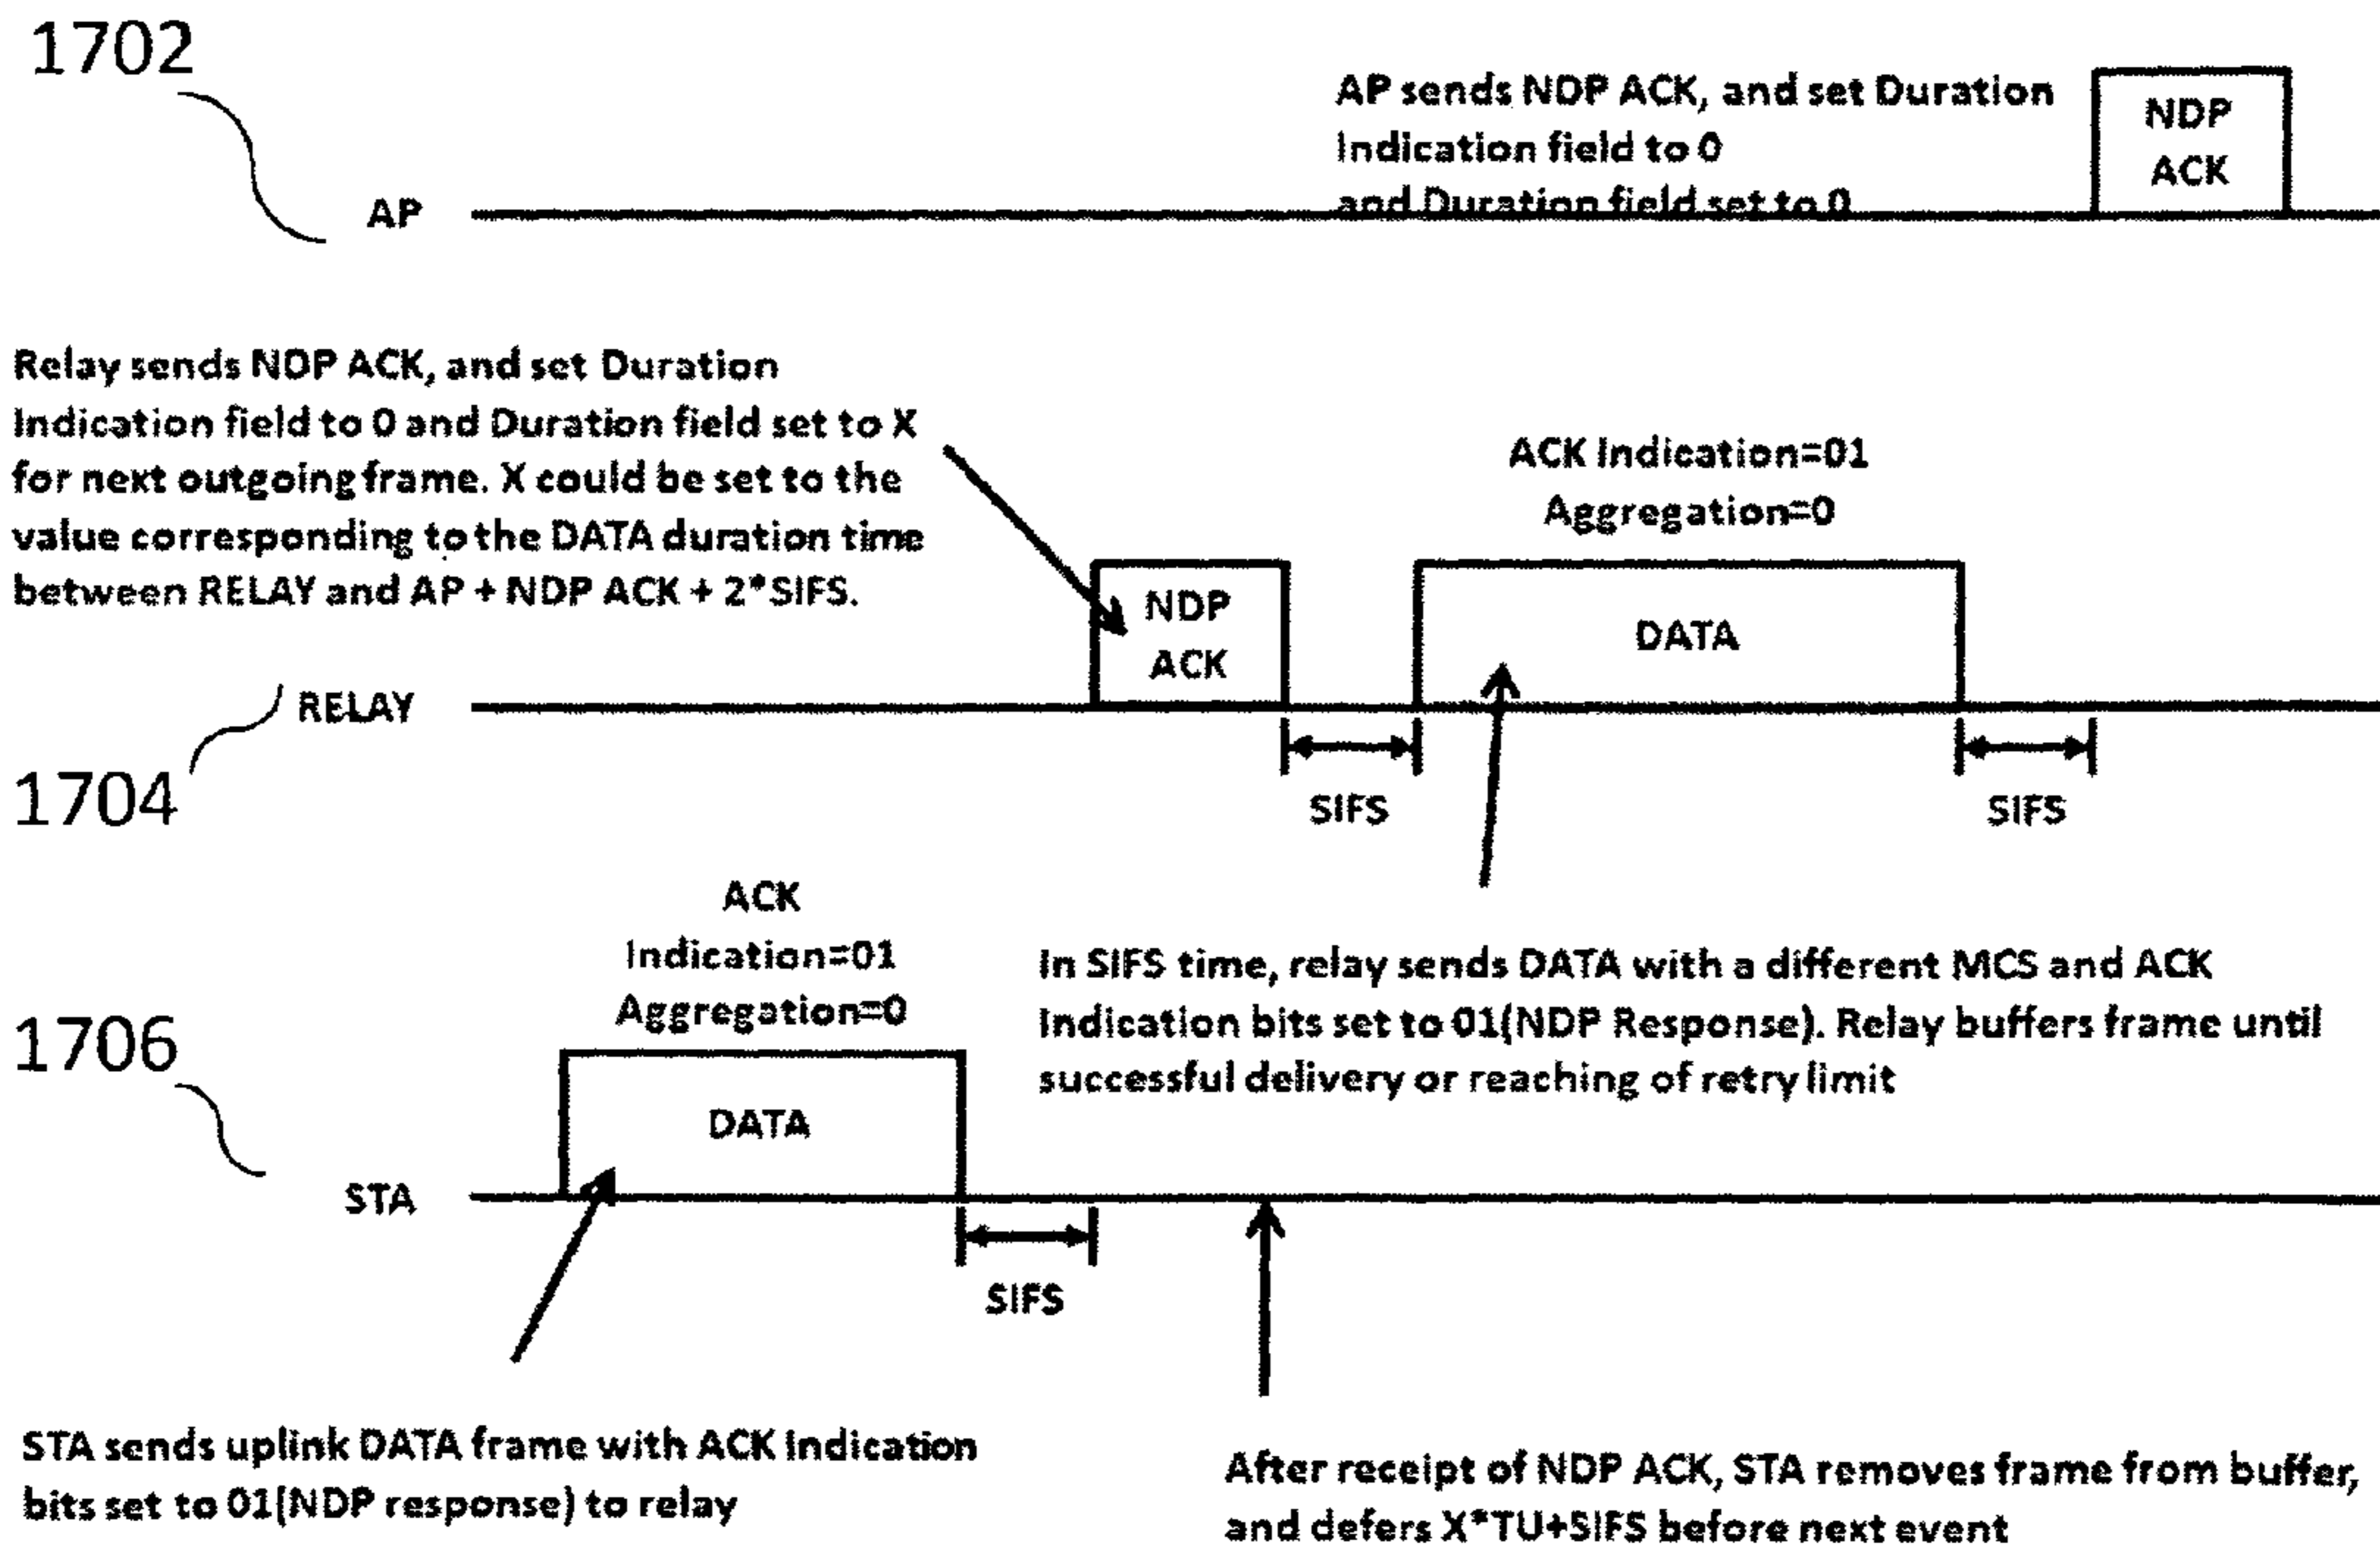 1702
AP sends NDP ACK, and set Duration
Indication field to 0
and Duration field set to 0
NDP
ACK
AP
Relay sends NDP ACK, and set Duration
Indication field to 0 and Duration field set to X
for next outgoing frame. X could be set to the
value corresponding to the DATA duration time
between RELAY and AP + NDP ACK + 2*SIFS.
ACK Indication=01
Aggregation=0
NDP
ACK
DATA
RELAY
1704
SIFS
SIFS
ACK
Indication=01
Aggregation=0
In SIFS time, relay sends DATA with a different MCS and ACK
Indication bits set to 01(NDP Response). Relay buffers frame until
successful delivery or reaching of retry limit
1706
DATA
STA
SIFS
STA sends uplink DATA frame with ACK Indication
bits set to 01(NDP response) to relay
After receipt of NDP ACK, STA removes frame from buffer,
and defers X*TU+SIFS before next event